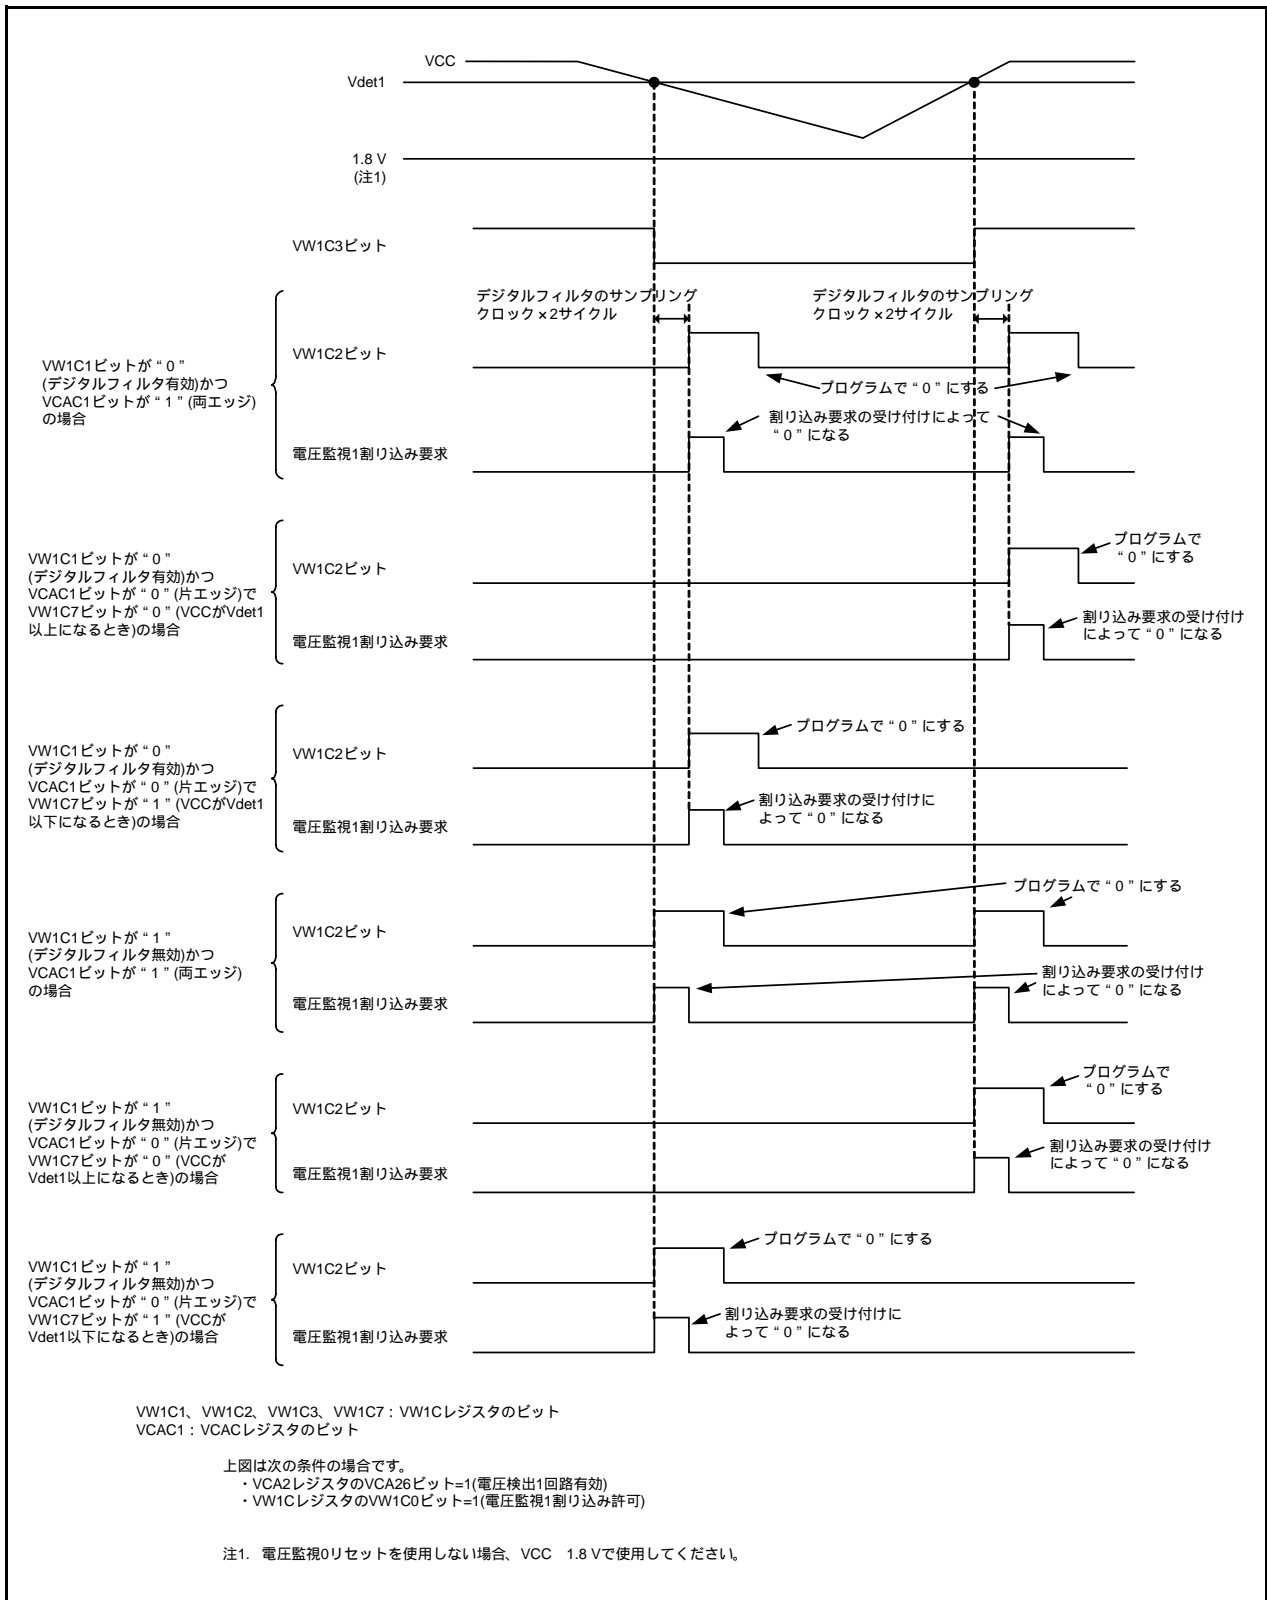 VCC
Vdet1
1.8 V
(注1)
VW1C3ビット
デジタルフィルタのサンプリング
クロック×2サイクル
デジタルフィルタのサンプリング
クロック×2サイクル
VW1C1ビットが“0”
(デジタルフィルタ有効)かつ
VCAC1ビットが“1”(両エッジ)
の場合
VW1C2ビット
プログラムで“0”にする
割り込み要求の受け付けによって
“0”になる
電圧監視1割り込み要求
VW1C1ビットが“0”
(デジタルフィルタ有効)かつ
VCAC1ビットが“0”(片エッジ)で
VW1C7ビットが“0”(VCCがVdet1
以上になるとき)の場合
VW1C2ビット
プログラムで
“0”にする
電圧監視1割り込み要求
割り込み要求の受け付け
によって“0”になる
VW1C1ビットが“0”
(デジタルフィルタ有効)かつ
VCAC1ビットが“0”(片エッジ)で
VW1C7ビットが“1”(VCCがVdet1
以下になるとき)の場合
VW1C2ビット
プログラムで“0”にする
電圧監視1割り込み要求
割り込み要求の受け付けに
よって“0”になる
VW1C1ビットが“1”
(デジタルフィルタ無効)かつ
VCAC1ビットが“1”(両エッジ)
の場合
VW1C2ビット
プログラムで“0”にする
電圧監視1割り込み要求
割り込み要求の受け付け
によって“0”になる
VW1C1ビットが“1”
(デジタルフィルタ無効)かつ
VCAC1ビットが“0”(片エッジ)で
VW1C7ビットが“0”(VCCが
Vdet1以上になるとき)の場合
VW1C2ビット
プログラムで
“0”にする
電圧監視1割り込み要求
割り込み要求の受け付け
によって“0”になる
VW1C1ビットが“1”
(デジタルフィルタ無効)かつ
VCAC1ビットが“0”(片エッジ)で
VW1C7ビットが“1”(VCCが
Vdet1以下になるとき)の場合
VW1C2ビット
プログラムで“0”にする
電圧監視1割り込み要求
割り込み要求の受け付けに
よって“0”になる
VW1C1、VW1C2、VW1C3、VW1C7：VW1Cレジスタのビット
VCAC1：VCACレジスタのビット
上図は次の条件の場合です。
・VCA2レジスタのVCA26ビット=1(電圧検出1回路有効)
・VW1CレジスタのVW1C0ビット=1(電圧監視1割り込み許可)
注1. 電圧監視0リセットを使用しない場合、VCC 1.8 Vで使用してください。